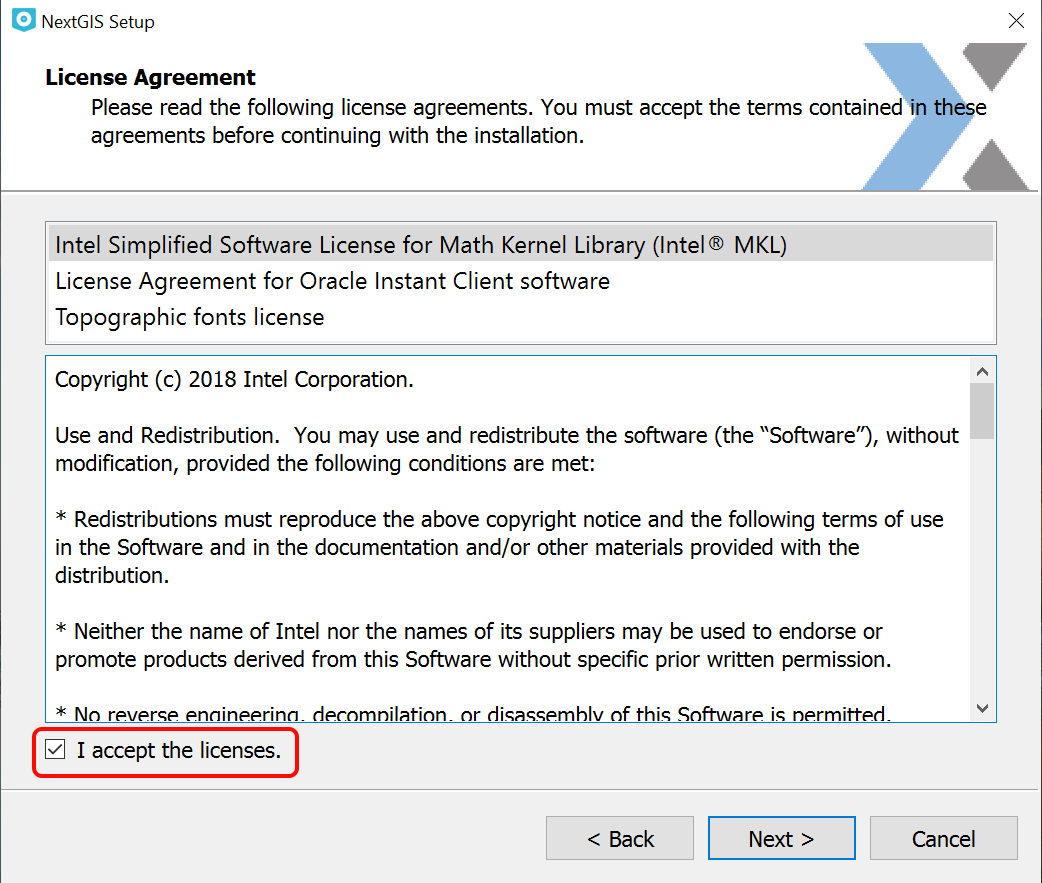 NextGIS Setup
License Agreement
Please read the following license agreements. You must accept the terms contained in these
agreements before continuing with the installation.
Intel Simplified Software License for Math Kernel Library (Intel® MKL)
License Agreement for Oracle Instant Client software
Topographic fonts license
Copyright (c) 2018 Intel Corporation.
Use and Redistribution.  You may use and redistribute the software (the “Software”), without
modification, provided the following conditions are met:
* Redistributions must reproduce the above copyright notice and the following terms of use
in the Software and in the documentation and/or other materials provided with the
distribution.
* Neither the name of Intel nor the names of its suppliers may be used to endorse or
promote products derived from this Software without specific prior written permission.
* No reverse engineering, decompilation, or disassembly of this Software is permitted.
I accept the licenses.
< Back
Next >
Cancel